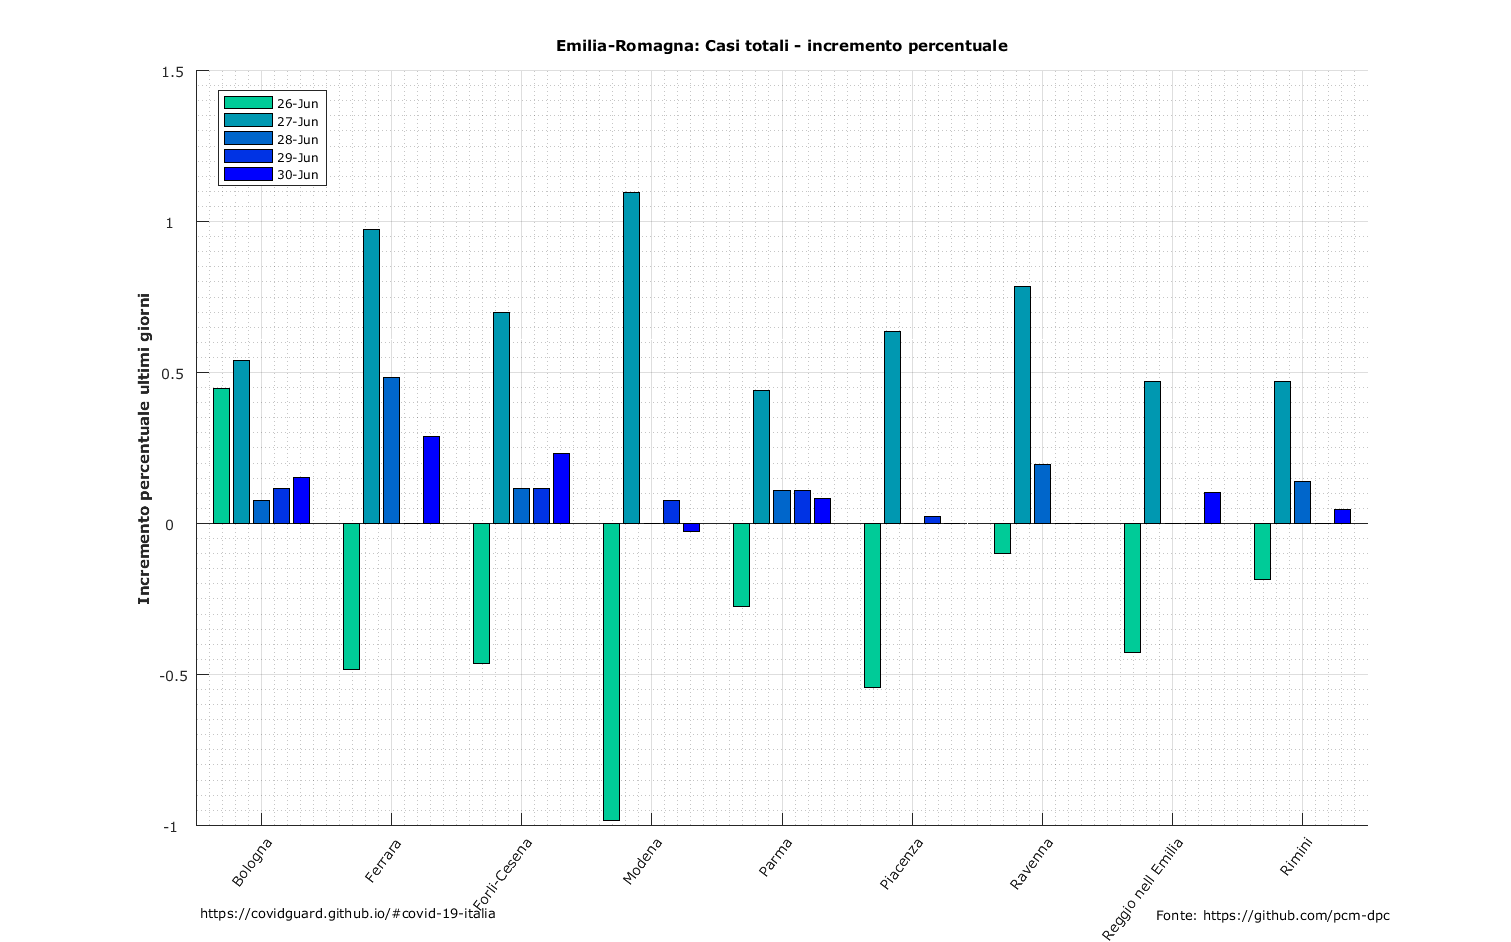 Emilia-Romagna: Casi totali - incremento percentuale
26-Jun
27-Jun
28-Jun
29-Jun
30-Jun
Incremento percentuale ultimi giorni
1.5
1
0.5
0
-0.5
-1
Bologna
Ferrara
Forlì-Cesena
Modena
Parma
Piacenza
Ravenna
Reggio nell Emilia
Rimini
https://covidguard.github.io/#covid-19-italia
Fonte: https://github.com/pcm-dpc